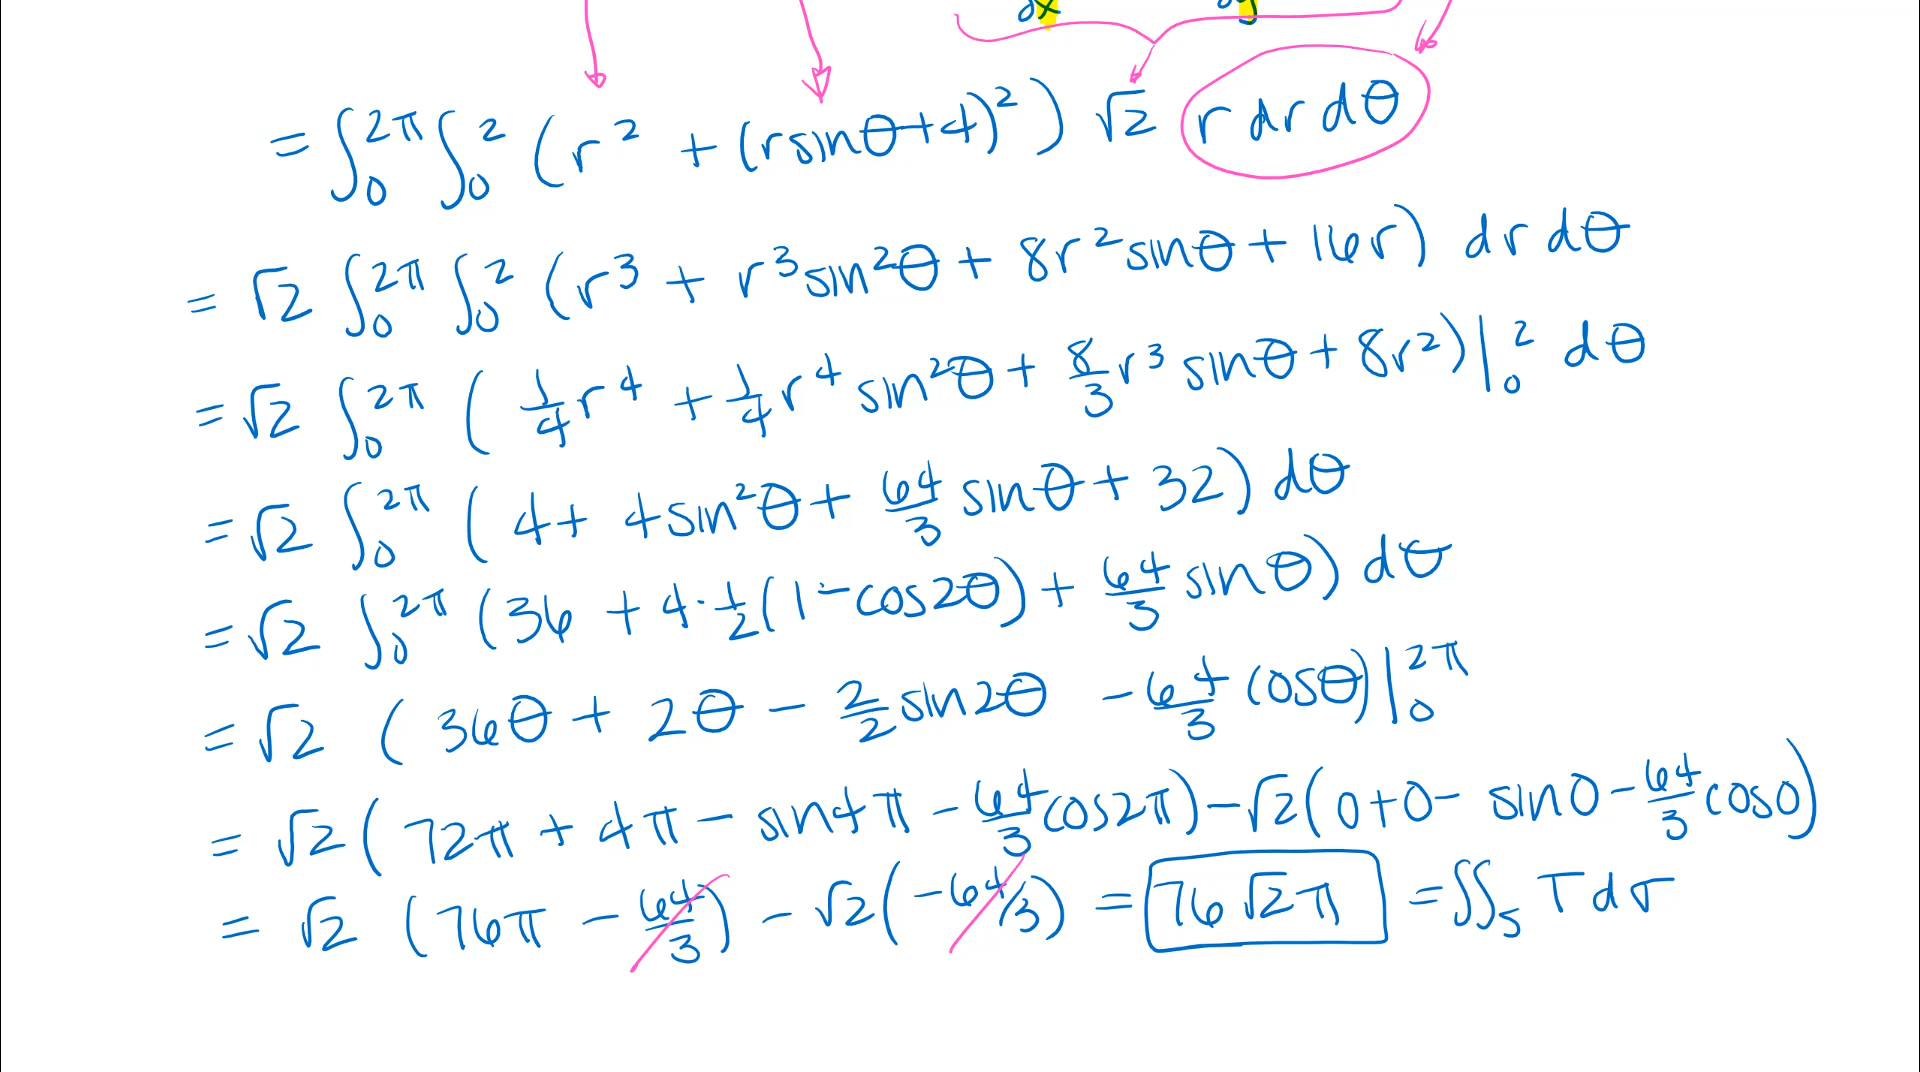 ∂x ∂y
= ∫₀^2π ∫₀^2 (r² + (rsinθ+4)²) √2 r dr dθ
= √2 ∫₀^2π ∫₀^2 (r³ + r³sin²θ + 8r²sinθ + 16r) dr dθ
= √2 ∫₀^2π (1/4 r⁴ + 1/4 r⁴ sin²θ + 8/3 r³ sinθ + 8r²)|₀^2 dθ
= √2 ∫₀^2π (4 + 4sin²θ + 64/3 sinθ + 32) dθ
= √2 ∫₀^2π (36 + 4·1/2(1-cos2θ) + 64/3 sinθ) dθ
= √2 (36θ + 2θ - 2/2 sin2θ - 64/3 cosθ)|₀^2π
= √2 (72π + 4π - sin4π - 64/3 cos2π) - √2 (0+0- sin0 - 64/3 cos0)
= √2 (76π - 64/3) - √2 (-64/3) = 76√2π = ∬_S T dσ